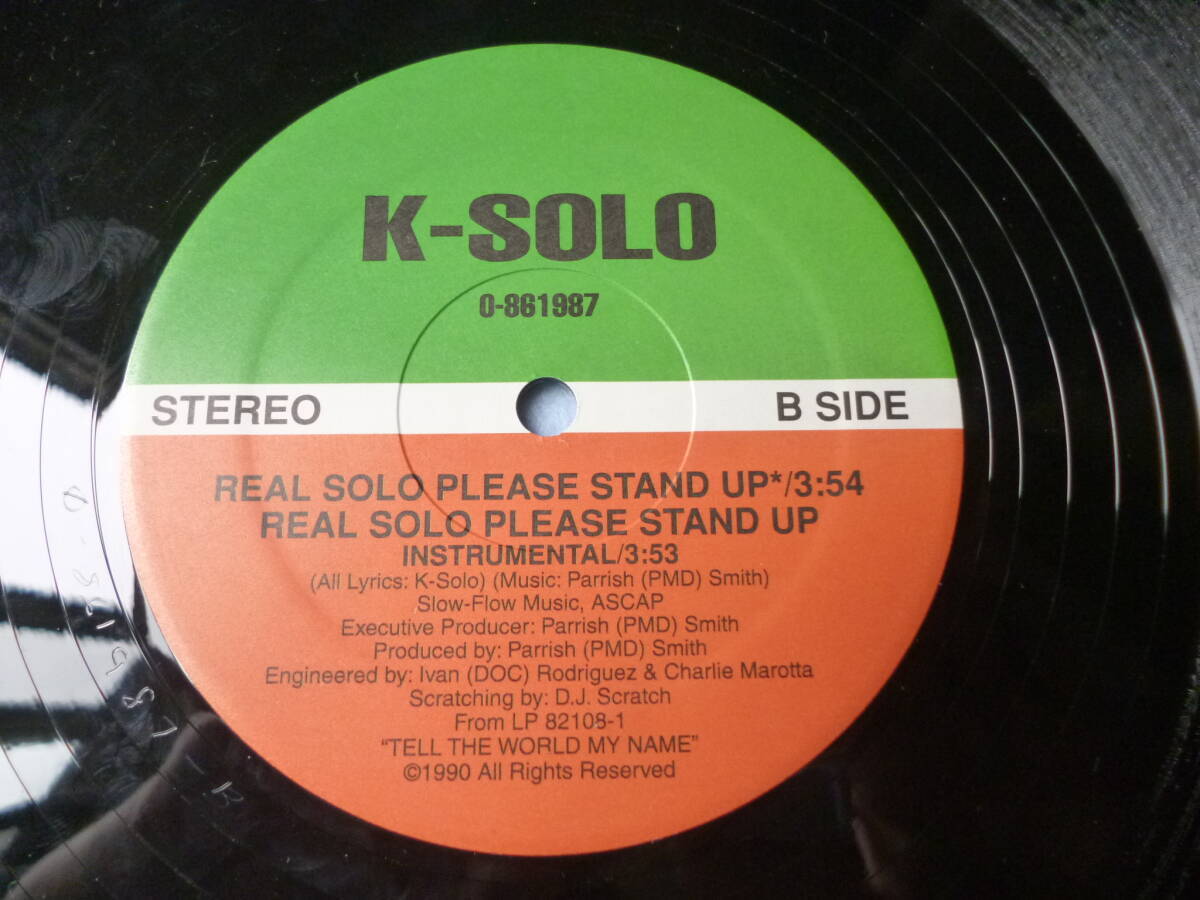 K-SOLO
0-861987
STEREO
B SIDE
REAL SOLO PLEASE STAND UP*/3:54
REAL SOLO PLEASE STAND UP
INSTRUMENTAL/3:53
(All Lyrics: K-Solo) (Music: Parrish (PMD) Smith)
Slow-Flow Music, ASCAP
Executive Producer: Parrish (PMD) Smith
Produced by: Parrish (PMD) Smith
Engineered by: Ivan (DOC) Rodriguez & Charlie Marotta
Scratching by: D.J. Scratch
From LP 82108-1
"TELL THE WORLD MY NAME"
©1990 All Rights Reserved
0-861987-B